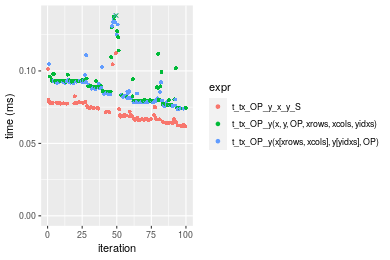 0.10
0.05
0.00
0
25
50
75
100
time (ms)
iteration
expr
t_tx_OP_y_x_y_S
t_tx_OP_y(x, y, OP, xrows, xcols, yidxs)
t_tx_OP_y(x[xrows, xcols], y[yidxs], OP)